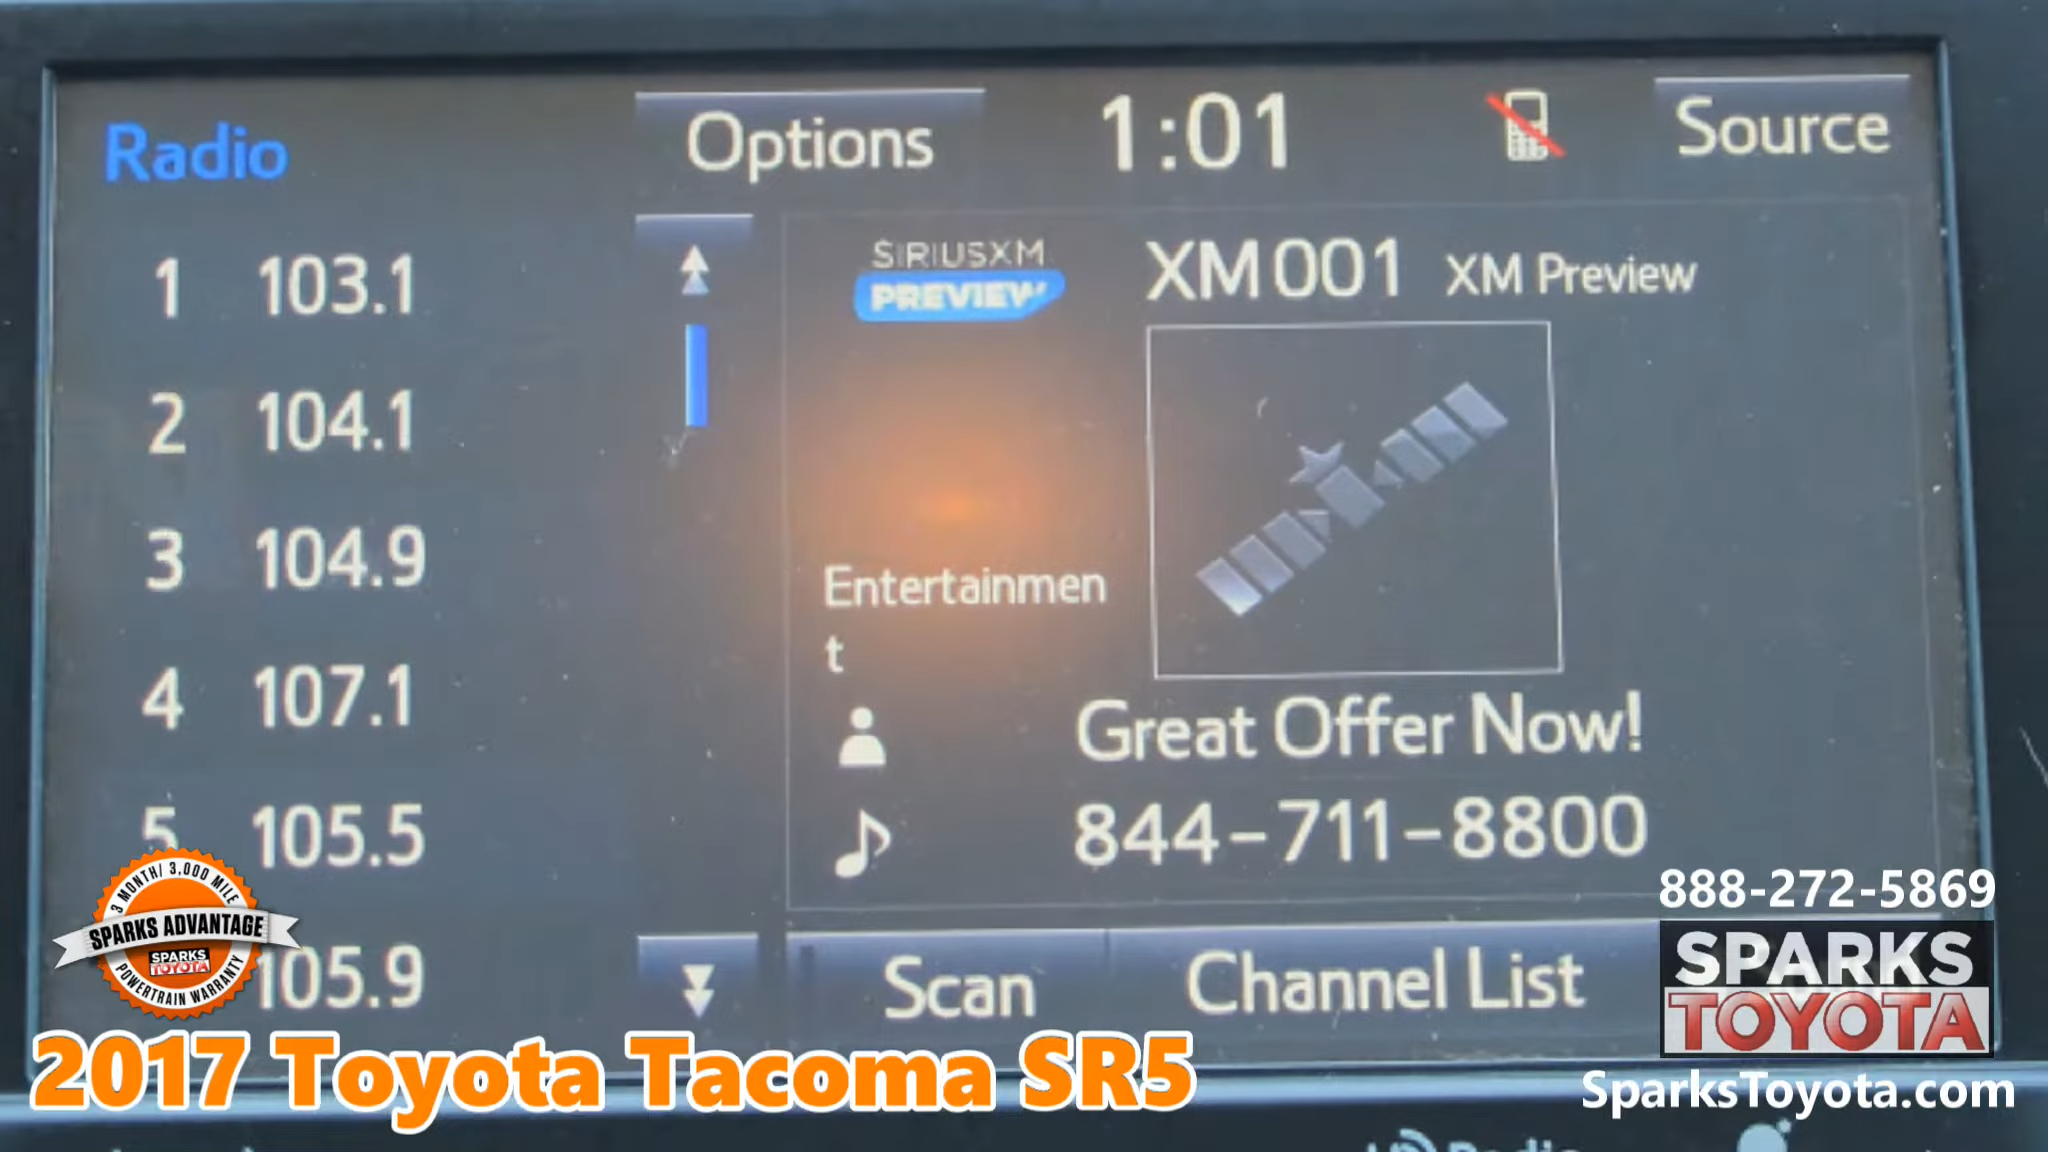 Radio
Options
1:01
Source
1 103.1
2 104.1
3 104.9
4 107.1
5 105.5
105.9
SIRIUSXM
PREVIEW
XM001 XM Preview
Entertainmen
t
Great Offer Now!
844-711-8800
Scan
Channel List
3 MONTH/ 3,000 MILE
SPARKS ADVANTAGE
SPARKS
TOYOTA
POWERTRAIN WARRANTY
2017 Toyota Tacoma SR5
888-272-5869
SPARKS
TOYOTA
SparksToyota.com
Radio